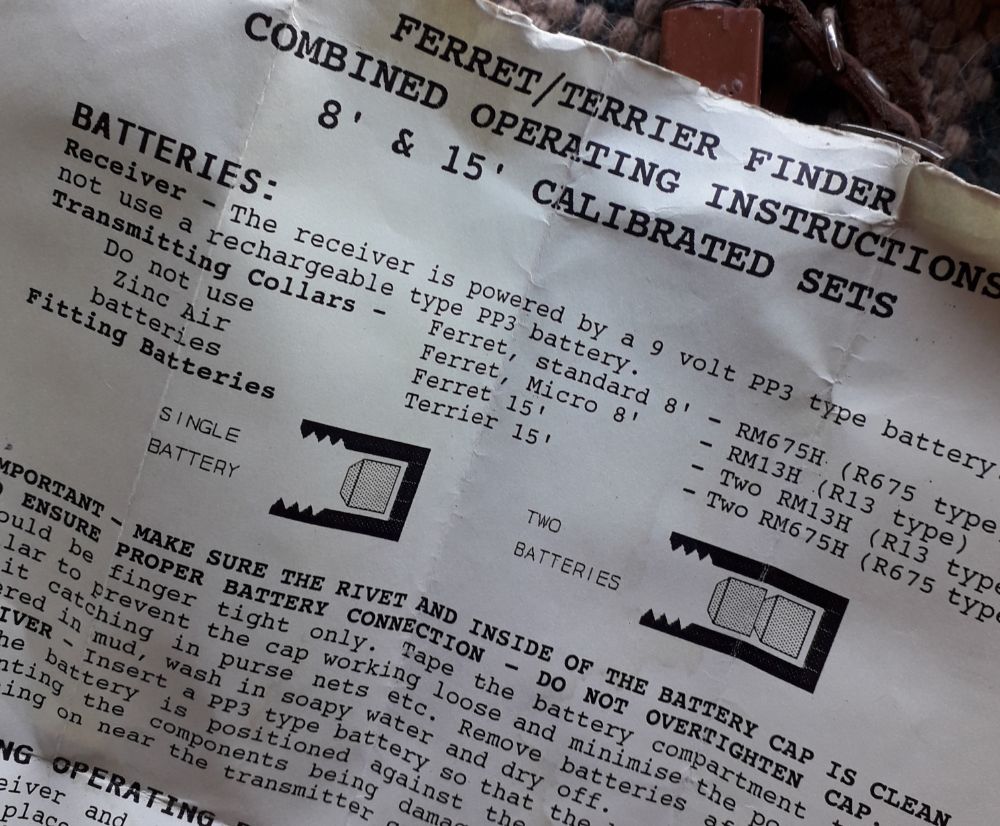 FERRET/TERRIER FINDER
COMBINED OPERATING INSTRUCTIONS
8' & 15' CALIBRATED SETS
BATTERIES:
Receiver - The receiver is powered by a 9 volt PP3 type battery.
not use a rechargeable type PP3 battery.
Transmitting Collars - Ferret, standard 8' - RM675H (R675 type
Do not use Ferret, Micro 8' - RM13H (R13 type)
Zinc Air Ferret 15' - Two RM13H (R13 type
batteries Terrier 15' - Two RM675H (R675 type
Fitting Batteries
SINGLE
BATTERY
TWO
BATTERIES
MPORTANT - MAKE SURE THE RIVET AND INSIDE OF THE BATTERY CAP IS CLEAN
ENSURE PROPER BATTERY CONNECTION - DO NOT OVERTIGHTEN CAP.
ould be finger tight only. Tape the battery compartment
lar to prevent the cap working loose and minimise the po
it catching in purse nets etc. Remove batteries
ered in mud, wash in soapy water and dry off.
IVER - Insert a PP3 type battery so that the
he battery is positioned against the
nting the components being damag
ing on near the transmitter
NG OPERATING
eiver and
place